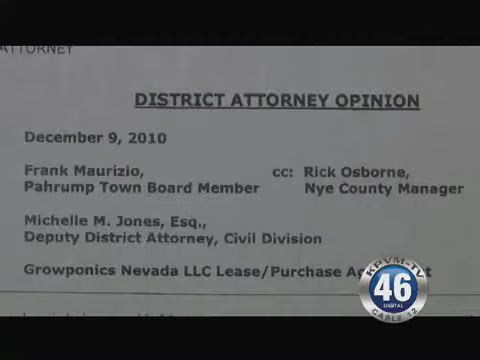 ATTORNEY
DISTRICT ATTORNEY OPINION
December 9, 2010
Frank Maurizio,
Pahrump Town Board Member
cc: Rick Osborne,
Nye County Manager
Michelle M. Jones, Esq.,
Deputy District Attorney, Civil Division
Growponics Nevada LLC Lease/Purchase
KPVM-TV
46
DIGITAL
CABLE 12